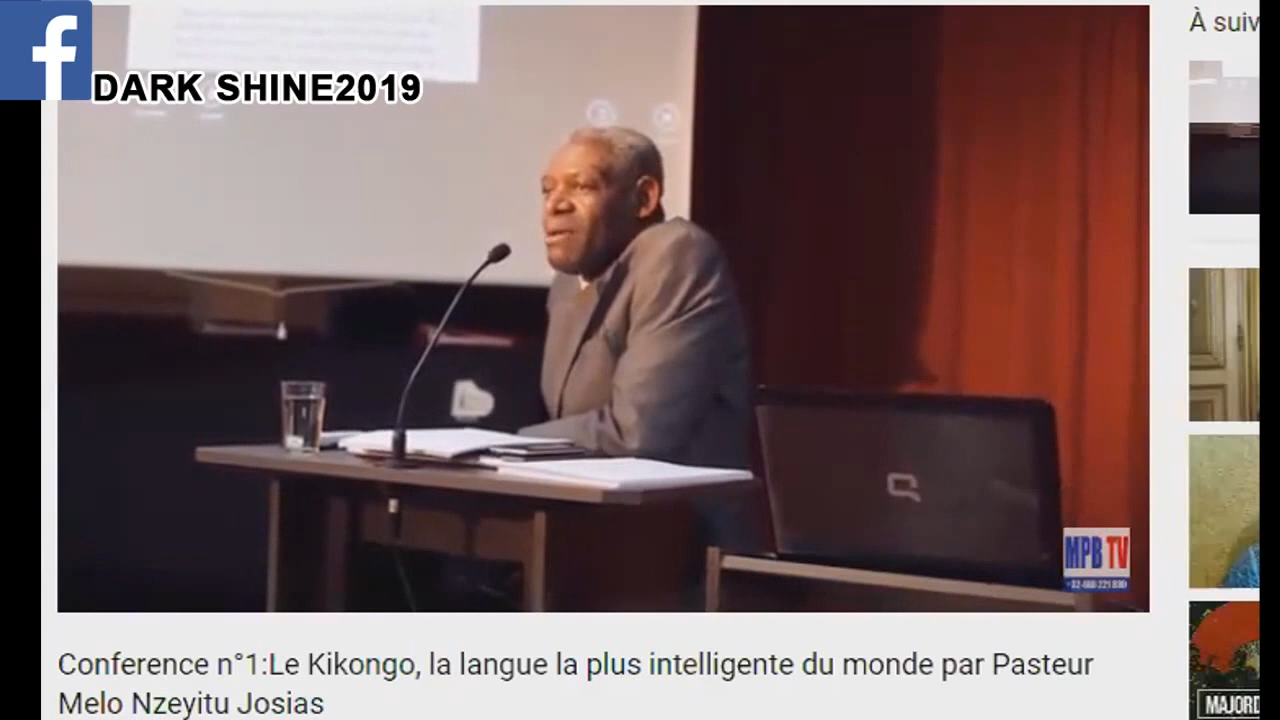 f
À suiv
DARK SHINE2019
MPB TV
Conference n°1:Le Kikongo, la langue la plus intelligente du monde par Pasteur
Melo Nzeyitu Josias
MAJORD